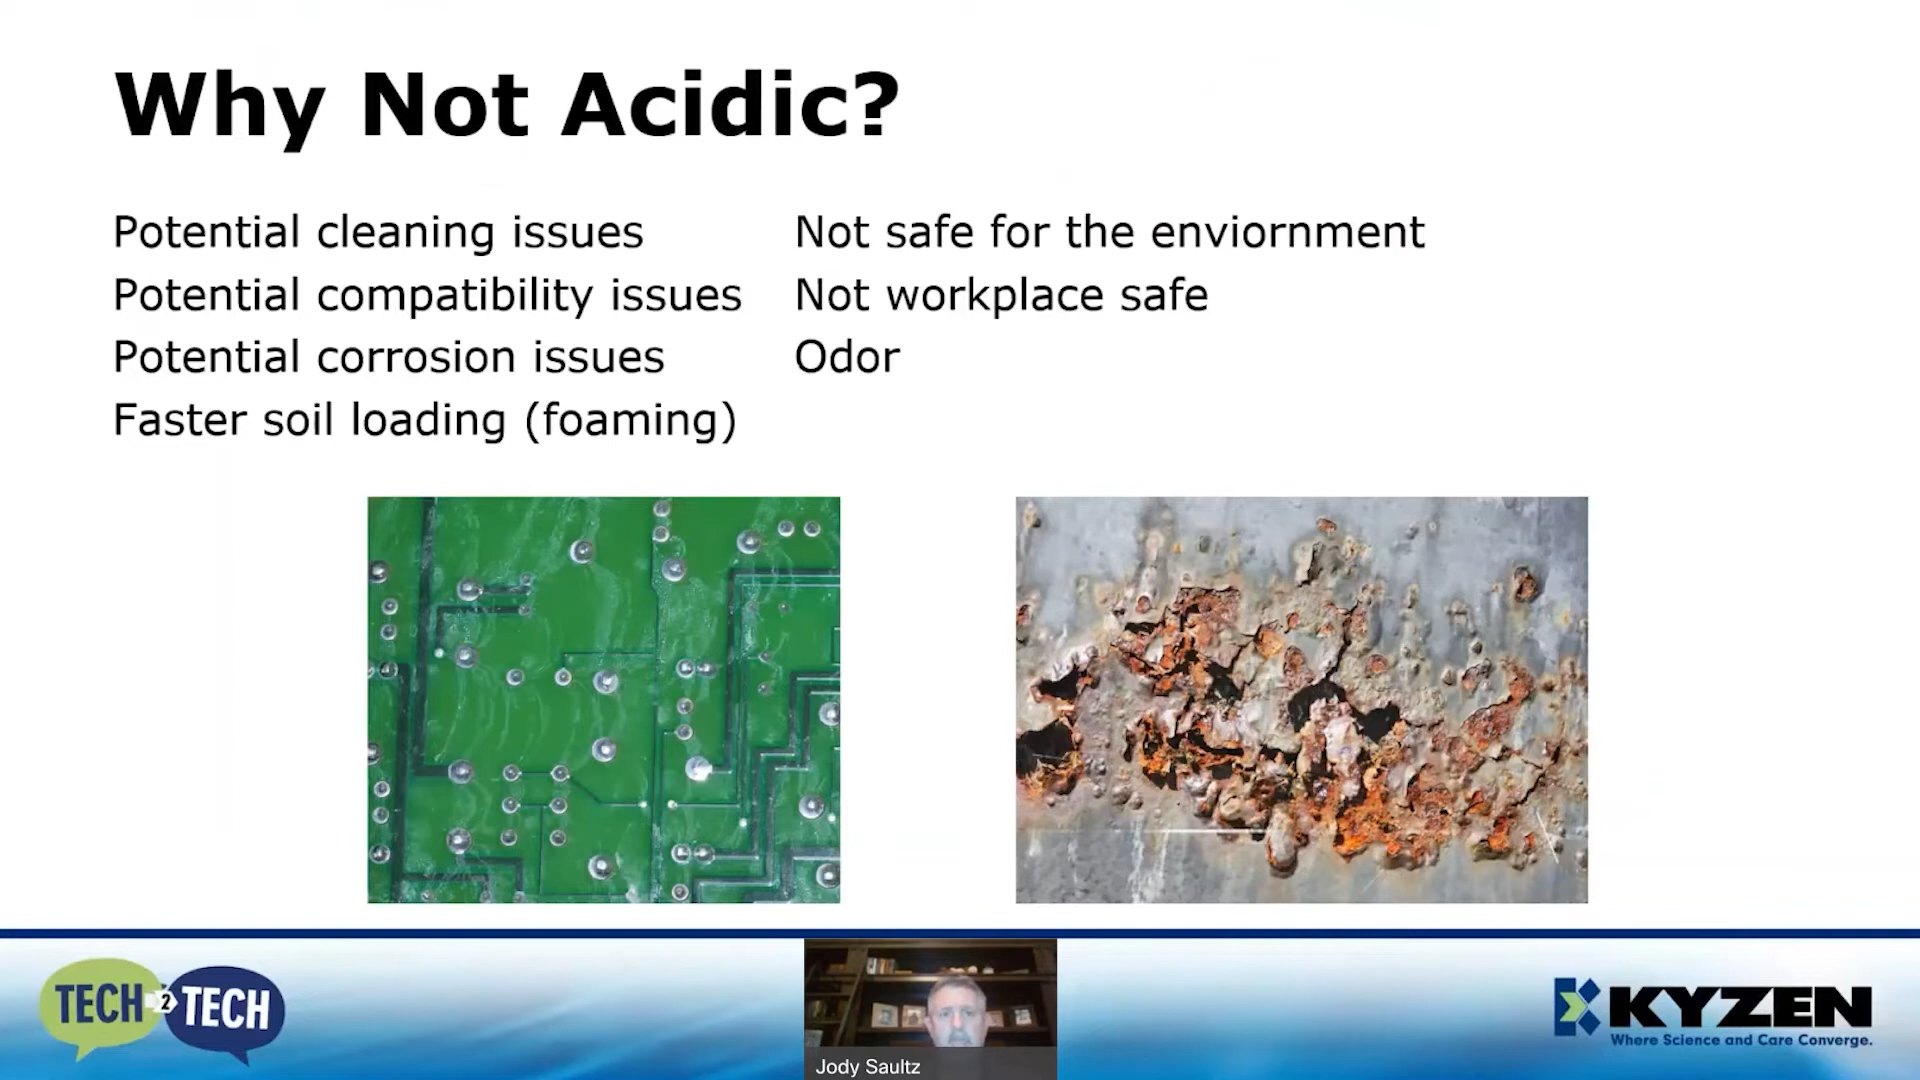 Why Not Acidic?
Potential cleaning issues
Potential compatibility issues
Potential corrosion issues
Faster soil loading (foaming)
Not safe for the enviornment
Not workplace safe
Odor
TECH 2 TECH
Jody Saultz
KYZEN
Where Science and Care Converge.